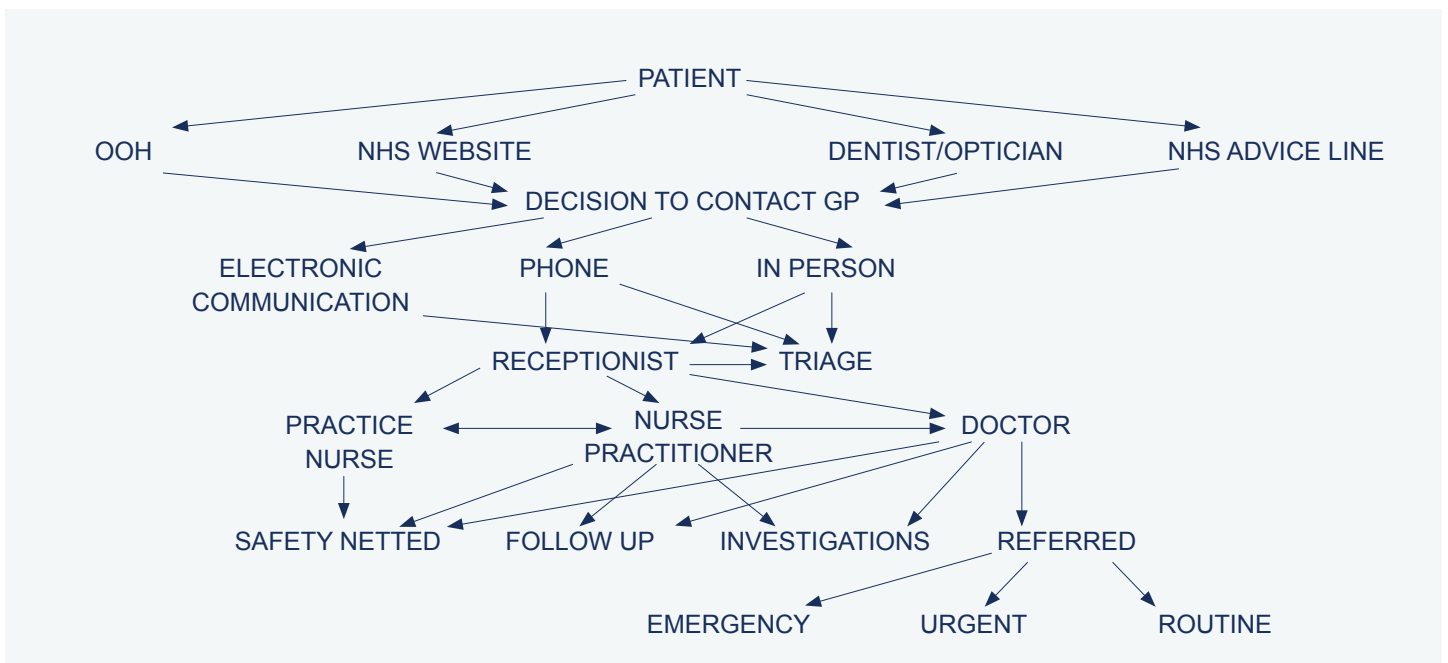 PATIENT
OOH
NHS WEBSITE
DENTIST/OPTICIAN
NHS ADVICE LINE
DECISION TO CONTACT GP
ELECTRONIC
COMMUNICATION
PHONE
IN PERSON
RECEPTIONIST
TRIAGE
PRACTICE
NURSE
NURSE
PRACTITIONER
DOCTOR
SAFETY NETTED
FOLLOW UP
INVESTIGATIONS
REFERRED
EMERGENCY
URGENT
ROUTINE